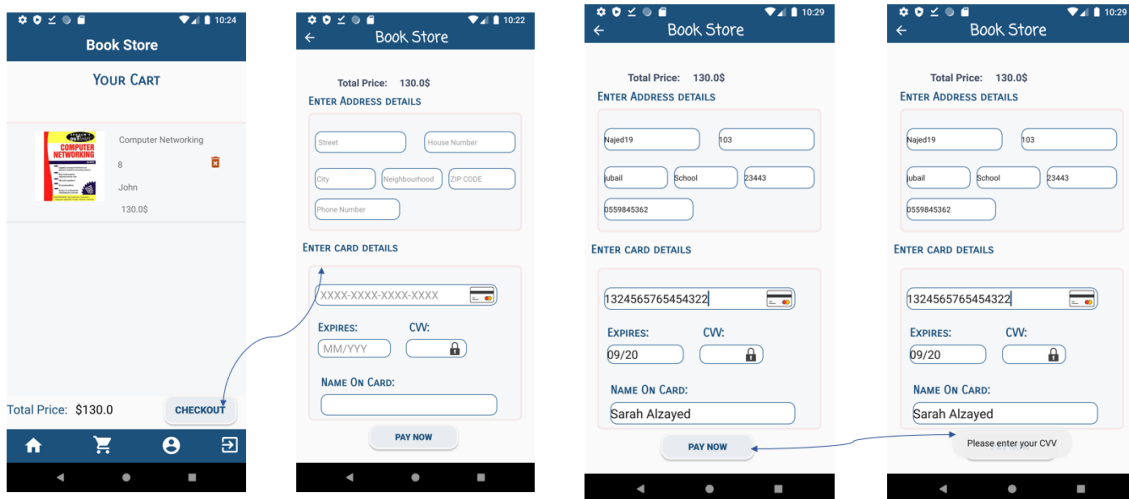 10:24
Book Store
YOUR CART
COMPUTER
NETWORKING
Computer Networking
8
John
130.0$
Total Price: $130.0
CHECKOUT
10:22
Book Store
Total Price: 130.0$
ENTER ADDRESS DETAILS
Street House Number
City Neighbourhood ZIP CODE
Phone Number
ENTER CARD DETAILS
XXXX-XXXX-XXXX-XXXX
EXPIRES: CVV:
MM/YYY
NAME ON CARD:
PAY NOW
10:29
Book Store
Total Price: 130.0$
ENTER ADDRESS DETAILS
Najed19 103
jubail School 23443
0559845362
ENTER CARD DETAILS
1324565765454322
EXPIRES: CVV:
09/20
NAME ON CARD:
Sarah Alzayed
PAY NOW
10:29
Book Store
Total Price: 130.0$
ENTER ADDRESS DETAILS
Najed19 103
jubail School 23443
0559845362
ENTER CARD DETAILS
1324565765454322
EXPIRES: CVV:
09/20
NAME ON CARD:
Sarah Alzayed
Please enter your CVV